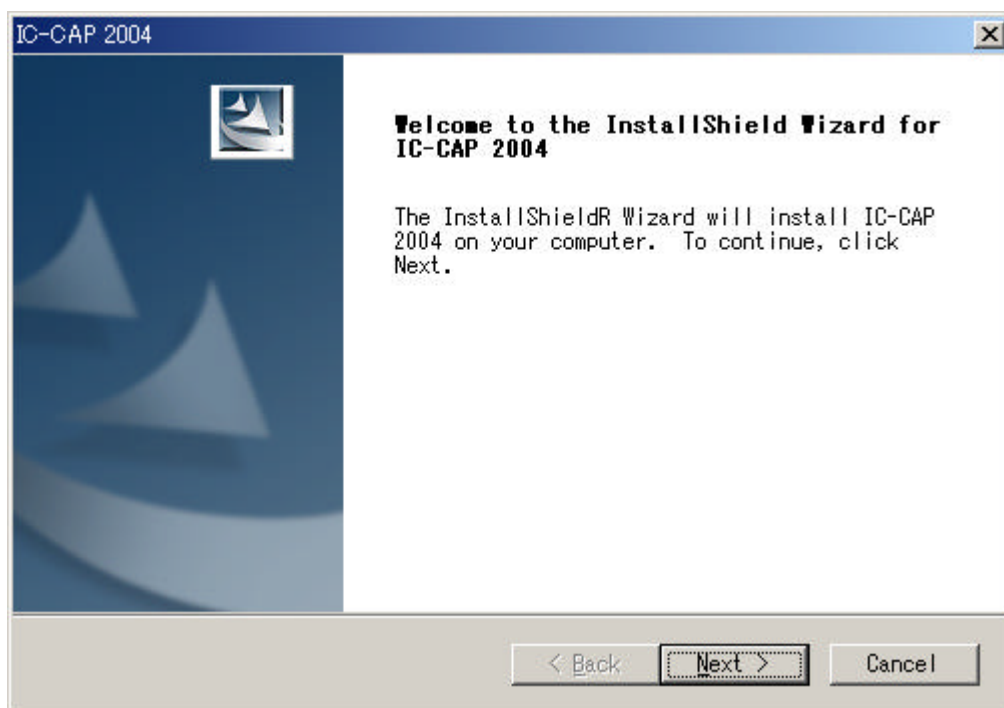 IC-CAP 2004
Welcome to the InstallShield Wizard for
IC-CAP 2004
The InstallShieldR Wizard will install IC-CAP
2004 on your computer.  To continue, click
Next.
< Back
Next >
Cancel